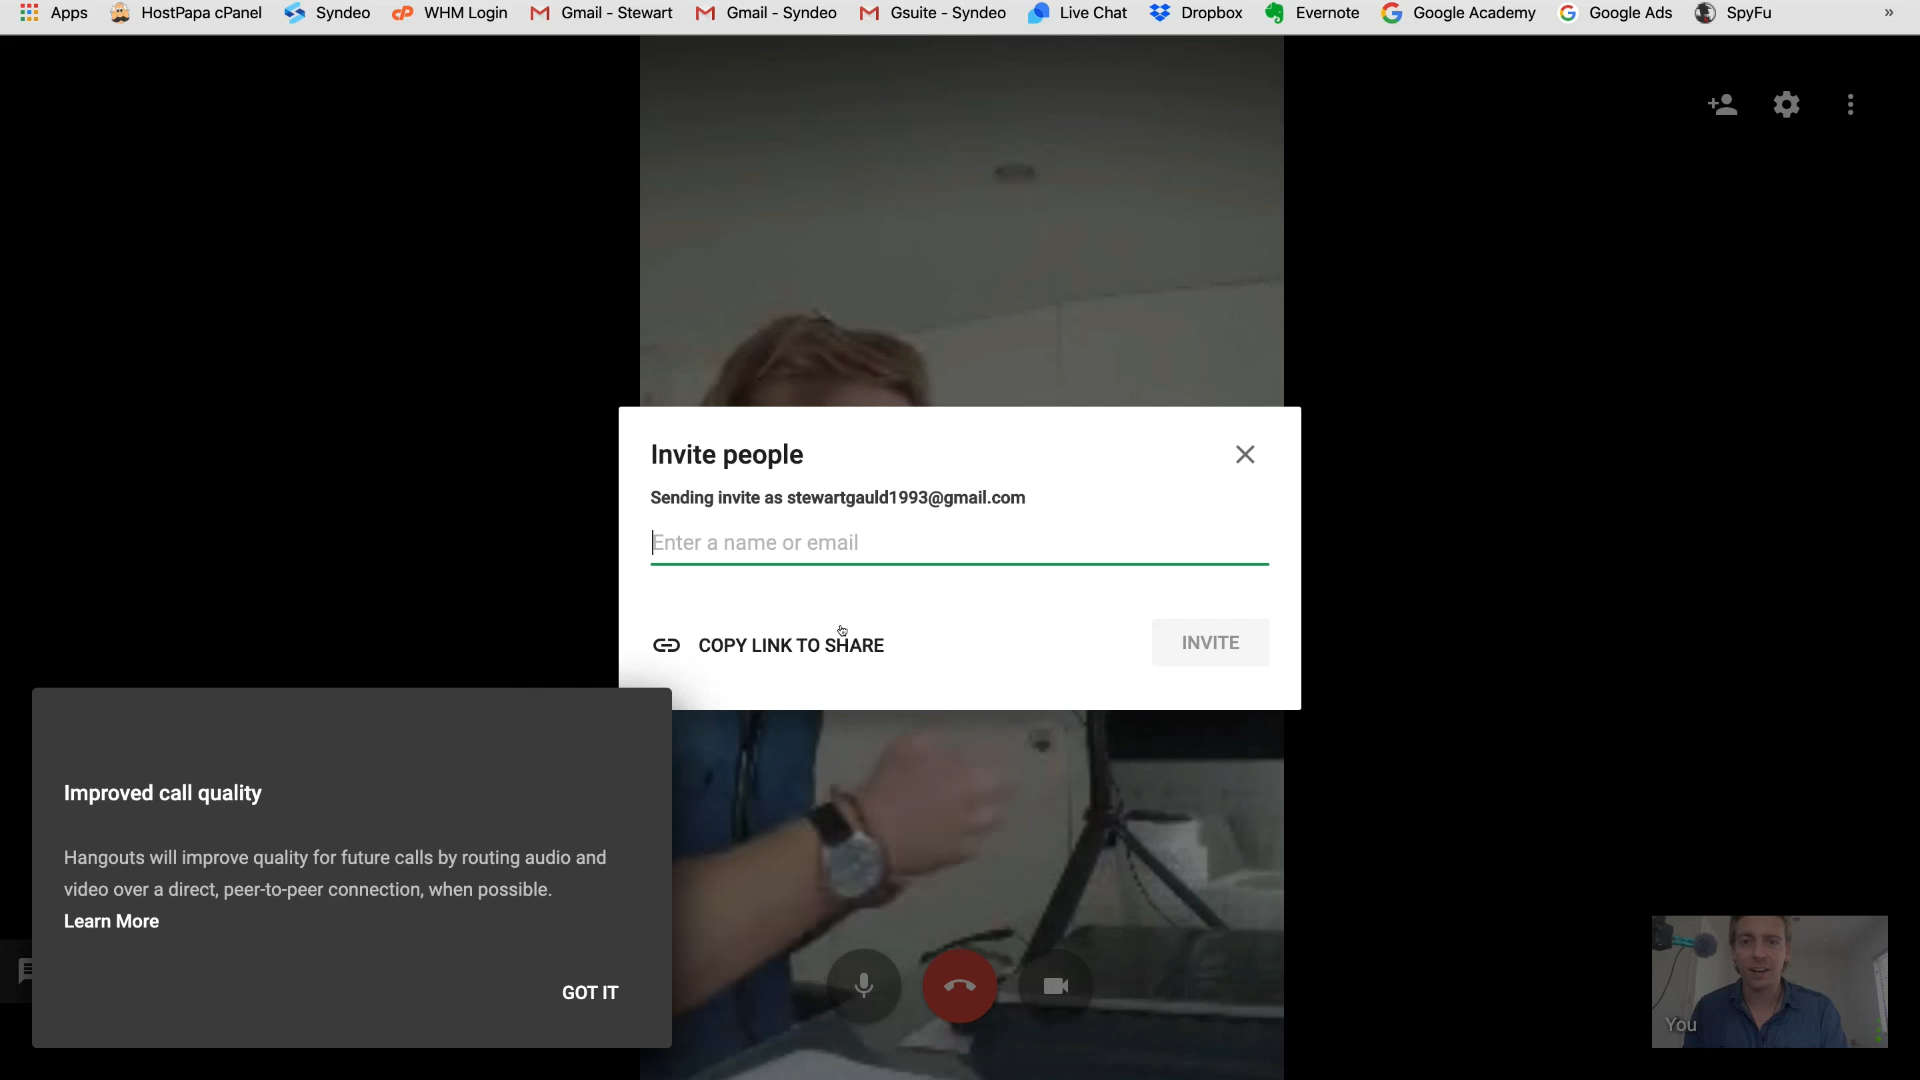 Apps HostPapa cPanel Syndeo WHM Login Gmail - Stewart Gmail - Syndeo Gsuite - Syndeo Live Chat Dropbox Evernote Google Academy Google Ads SpyFu »
Invite people
Sending invite as stewartgauld1993@gmail.com
Enter a name or email
COPY LINK TO SHARE
INVITE
Improved call quality
Hangouts will improve quality for future calls by routing audio and
video over a direct, peer-to-peer connection, when possible.
Learn More
GOT IT
You